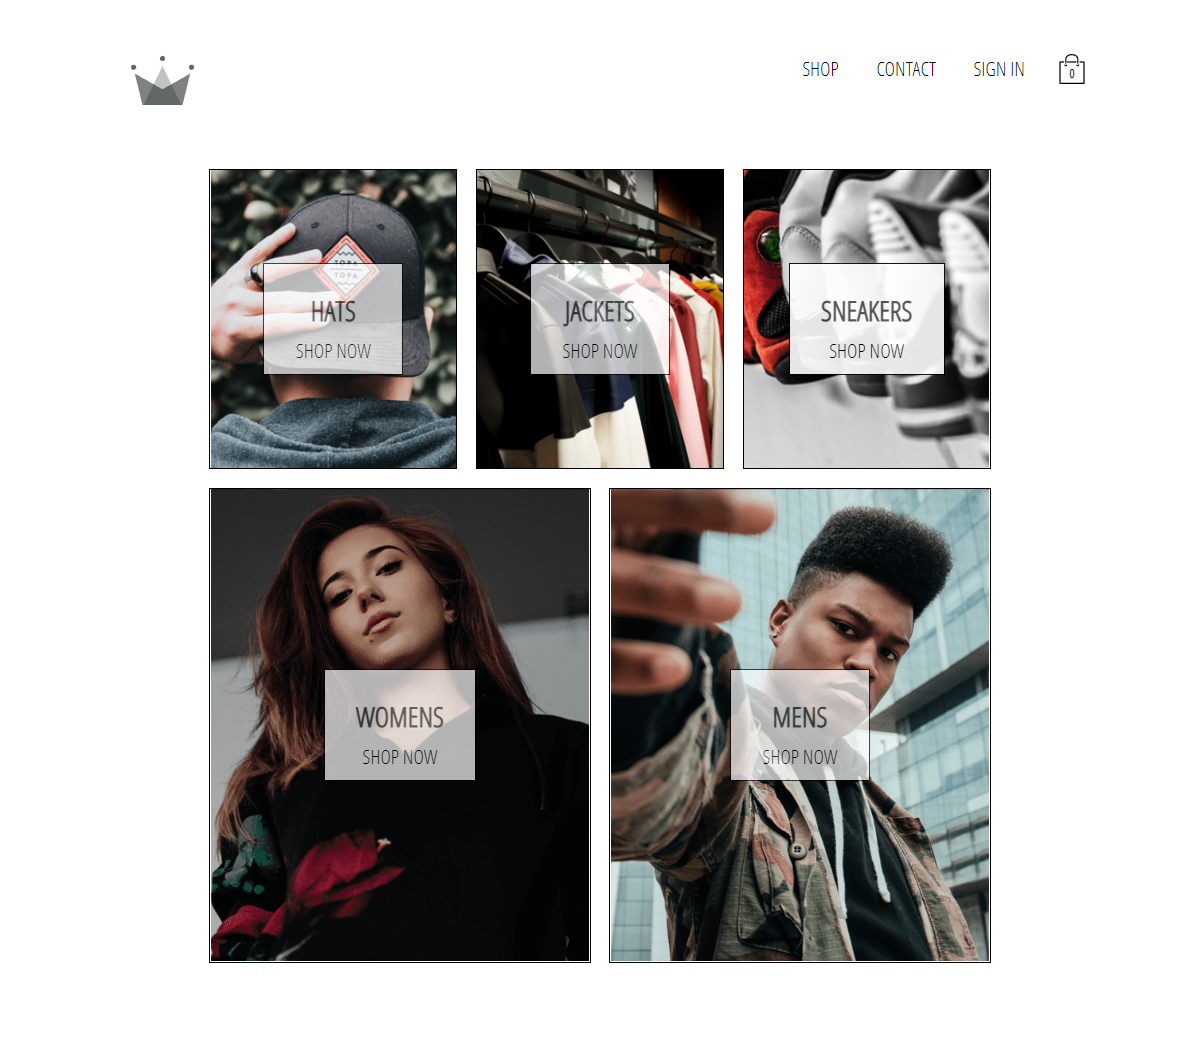 SHOP CONTACT SIGN IN 0
TOPA
TOPA
HATS
SHOP NOW
JACKETS
SHOP NOW
SNEAKERS
SHOP NOW
WOMENS
SHOP NOW
MENS
SHOP NOW